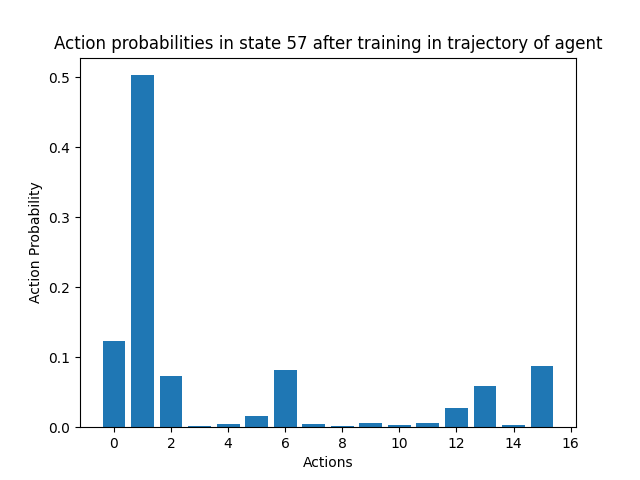 Action probabilities in state 57 after training in trajectory of agent
0.5
0.4
0.3
0.2
0.1
0.0
Action Probability
0 2 4 6 8 10 12 14 16
Actions